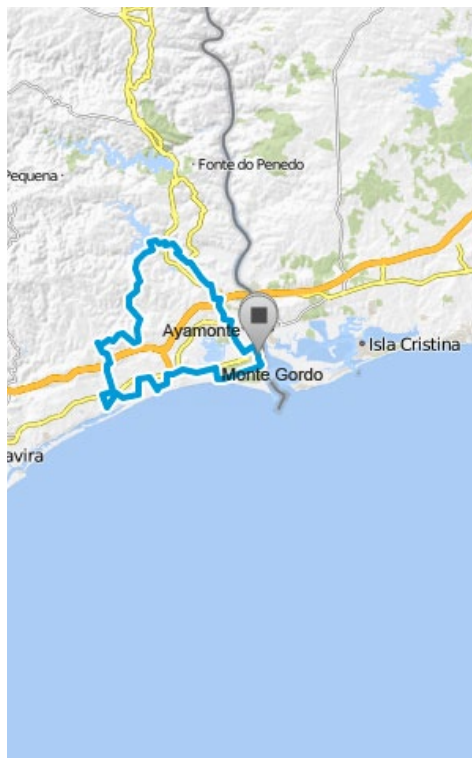 Fonte do Penedo
Pequena
Ayamonte
Isla Cristina
Monte Gordo
avira